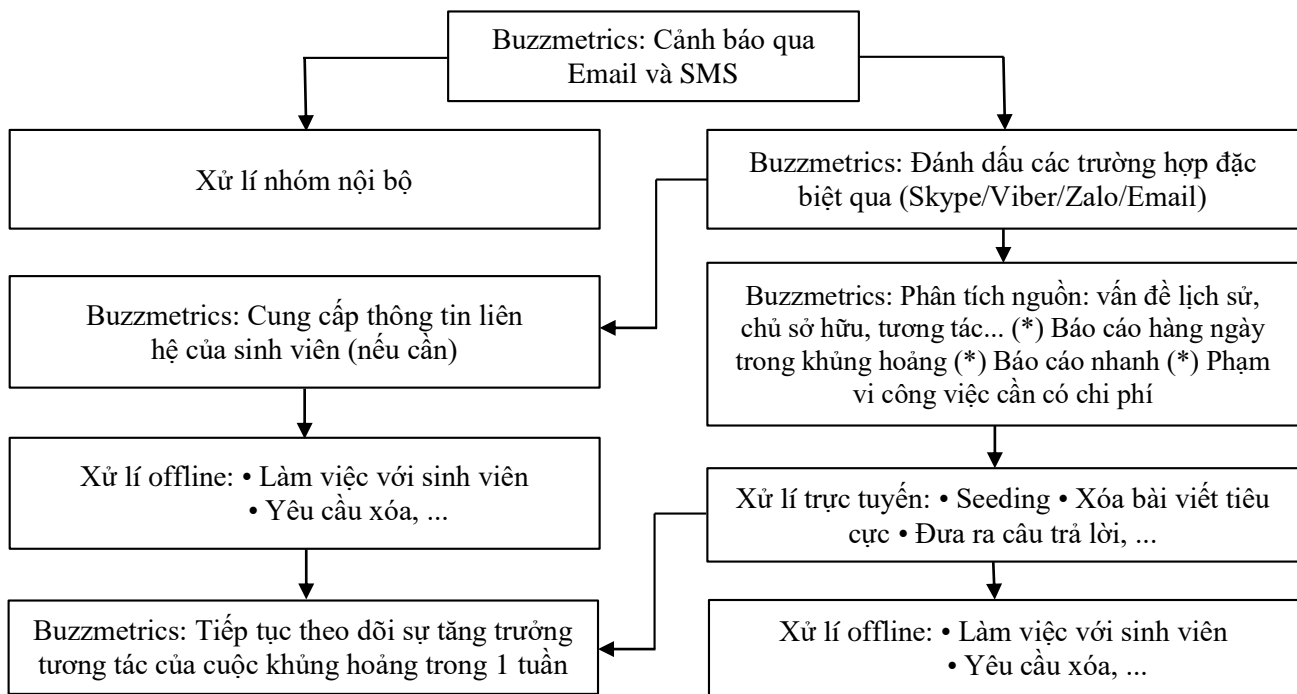 Buzzmetrics: Cảnh báo qua
Email và SMS
Xử lí nhóm nội bộ
Buzzmetrics: Đánh dấu các trường hợp đặc
biệt qua (Skype/Viber/Zalo/Email)
Buzzmetrics: Cung cấp thông tin liên
hệ của sinh viên (nếu cần)
Buzzmetrics: Phân tích nguồn: vấn đề lịch sử,
chủ sở hữu, tương tác... (*) Báo cáo hàng ngày
trong khủng hoảng (*) Báo cáo nhanh (*) Phạm
vi công việc cần có chi phí
Xử lí offline: • Làm việc với sinh viên
• Yêu cầu xóa, ...
Xử lí trực tuyến: • Seeding • Xóa bài viết tiêu
cực • Đưa ra câu trả lời, ...
Buzzmetrics: Tiếp tục theo dõi sự tăng trưởng
tương tác của cuộc khủng hoảng trong 1 tuần
Xử lí offline: • Làm việc với sinh viên
• Yêu cầu xóa, ...